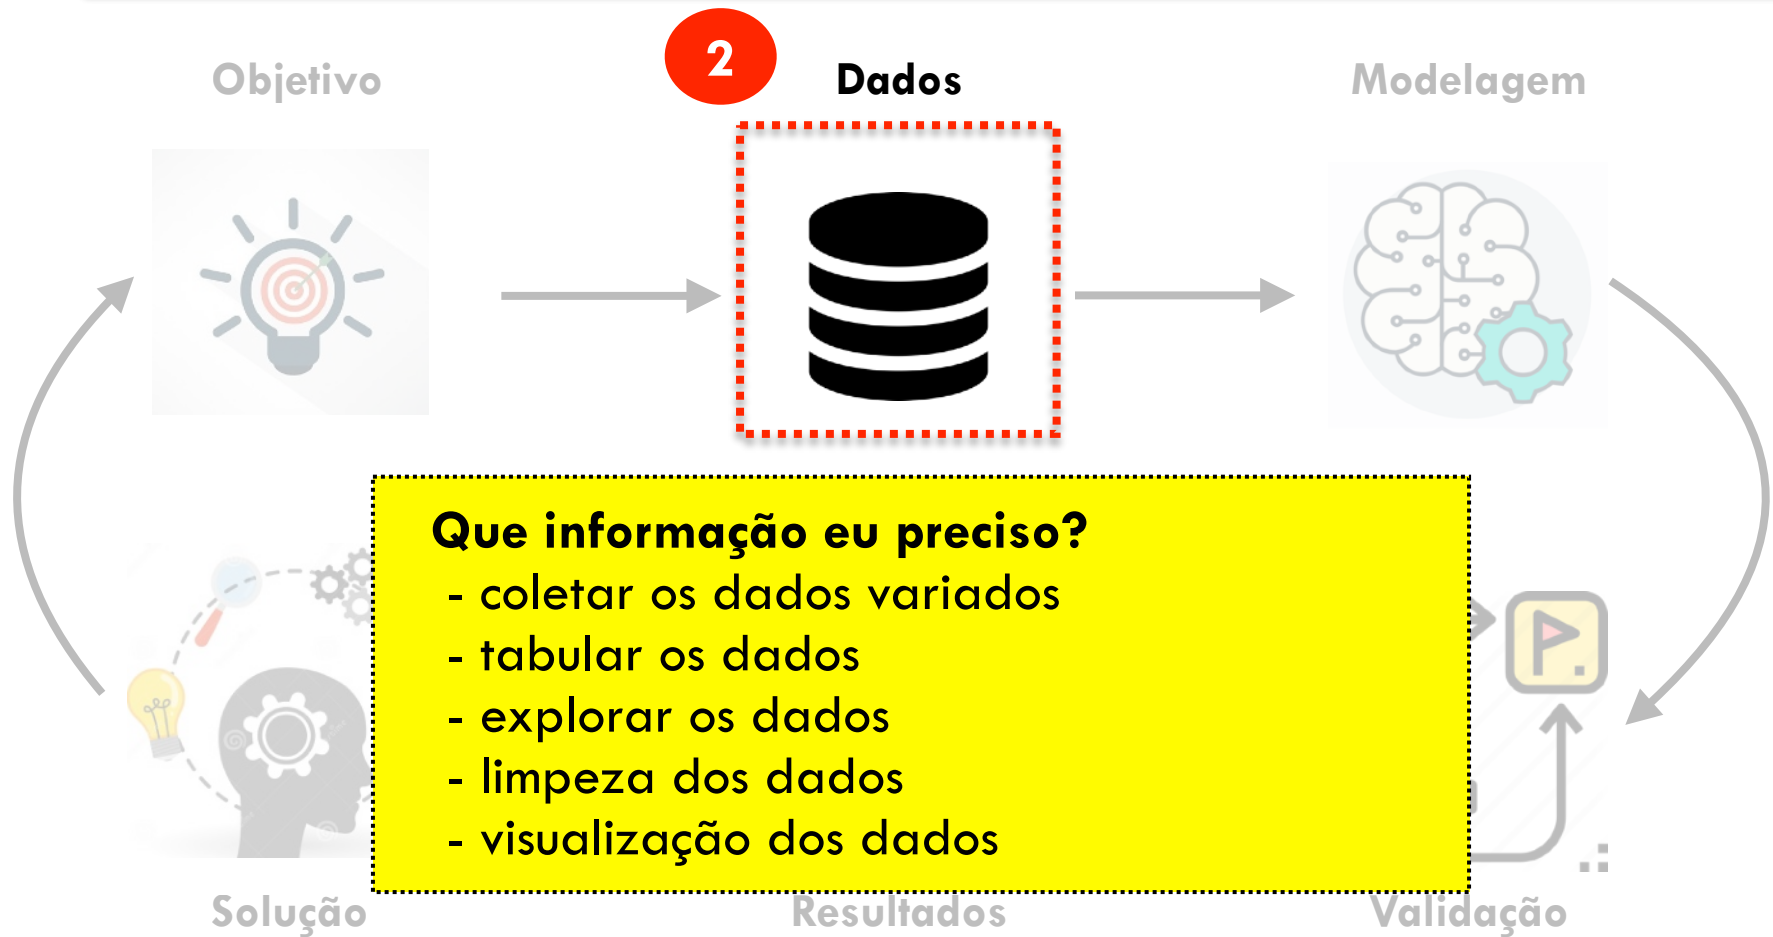 2
Objetivo
Dados
Modelagem
Que informação eu preciso?
- coletar os dados variados
- tabular os dados
- explorar os dados
- limpeza dos dados
- visualização dos dados
Solução
Resultados
Validação